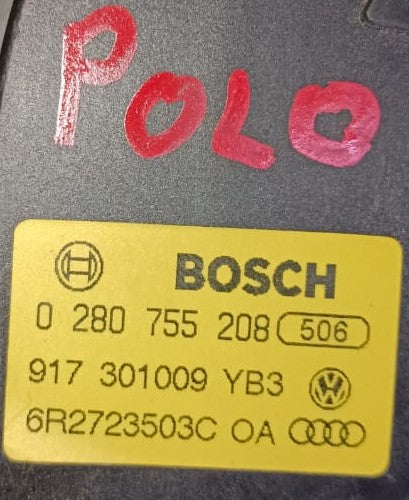 POLO
BOSCH
0 280 755 208 506
917 301009 YB3
6R2723503C OA